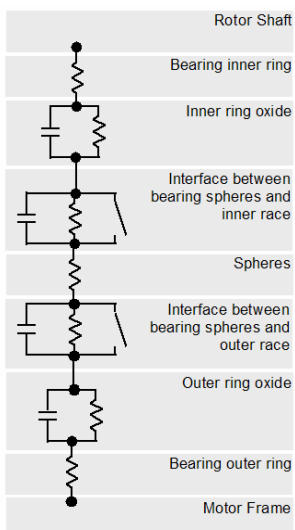 Rotor Shaft
Bearing inner ring
Inner ring oxide
Interface between
bearing spheres and
inner race
Spheres
Interface between
bearing spheres and
outer race
Outer ring oxide
Bearing outer ring
Motor Frame